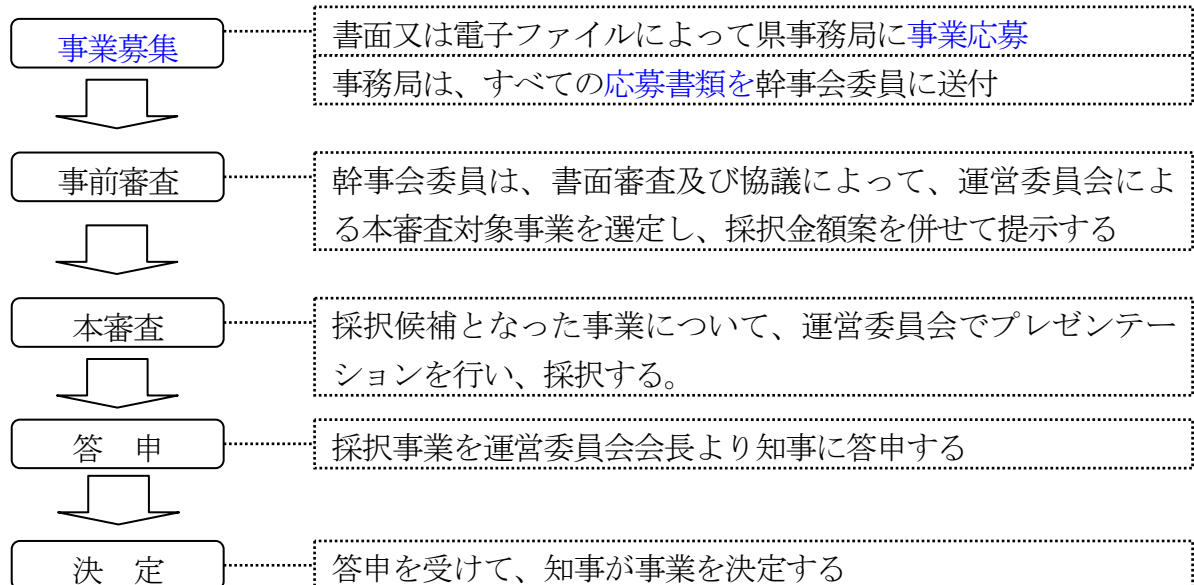 事業募集
書面又は電子ファイルによって県事務局に事業応募
事務局は、すべての応募書類を幹事会委員に送付
事前審査
幹事会委員は、書面審査及び協議によって、運営委員会によ
る本審査対象事業を選定し、採択金額案を併せて提示する
本審査
採択候補となった事業について、運営委員会でプレゼンテー
ションを行い、採択する。
答　申
採択事業を運営委員会会長より知事に答申する
決　定
答申を受けて、知事が事業を決定する